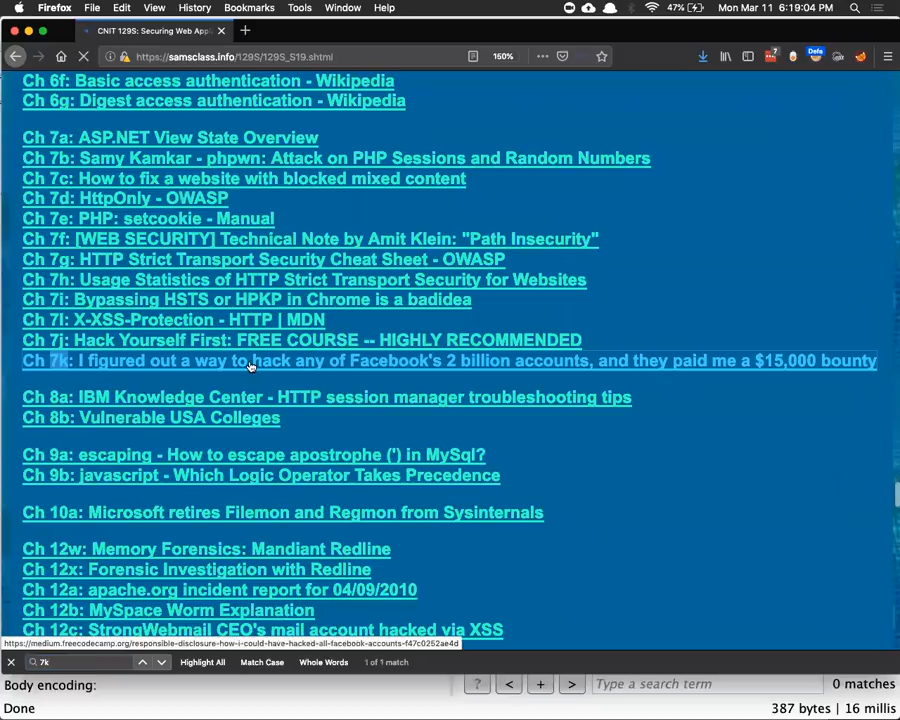 Firefox File Edit View History Bookmarks Tools Window Help 47% Mon Mar 11 6:19:04 PM
CNIT 129S: Securing Web Appl
https://samsclass.info/129S/129S_S19.shtml 150%
Defa
Ch 6f: Basic access authentication - Wikipedia
Ch 6g: Digest access authentication - Wikipedia
Ch 7a: ASP.NET View State Overview
Ch 7b: Samy Kamkar - phpwn: Attack on PHP Sessions and Random Numbers
Ch 7c: How to fix a website with blocked mixed content
Ch 7d: HttpOnly - OWASP
Ch 7e: PHP: setcookie - Manual
Ch 7f: [WEB SECURITY] Technical Note by Amit Klein: "Path Insecurity"
Ch 7g: HTTP Strict Transport Security Cheat Sheet - OWASP
Ch 7h: Usage Statistics of HTTP Strict Transport Security for Websites
Ch 7i: Bypassing HSTS or HPKP in Chrome is a badidea
Ch 7l: X-XSS-Protection - HTTP | MDN
Ch 7j: Hack Yourself First: FREE COURSE -- HIGHLY RECOMMENDED
Ch 7k: I figured out a way to hack any of Facebook's 2 billion accounts, and they paid me a $15,000 bounty
Ch 8a: IBM Knowledge Center - HTTP session manager troubleshooting tips
Ch 8b: Vulnerable USA Colleges
Ch 9a: escaping - How to escape apostrophe (') in MySql?
Ch 9b: javascript - Which Logic Operator Takes Precedence
Ch 10a: Microsoft retires Filemon and Regmon from Sysinternals
Ch 12w: Memory Forensics: Mandiant Redline
Ch 12x: Forensic Investigation with Redline
Ch 12a: apache.org incident report for 04/09/2010
Ch 12b: MySpace Worm Explanation
Ch 12c: StrongWebmail CEO's mail account hacked via XSS
https://medium.freecodecamp.org/responsible-disclosure-how-i-could-have-hacked-all-facebook-accounts-f47c0252ae4d
7k Highlight All Match Case Whole Words 1 of 1 match
Body encoding: ? < + > Type a search term 0 matches
Done 387 bytes | 16 millis